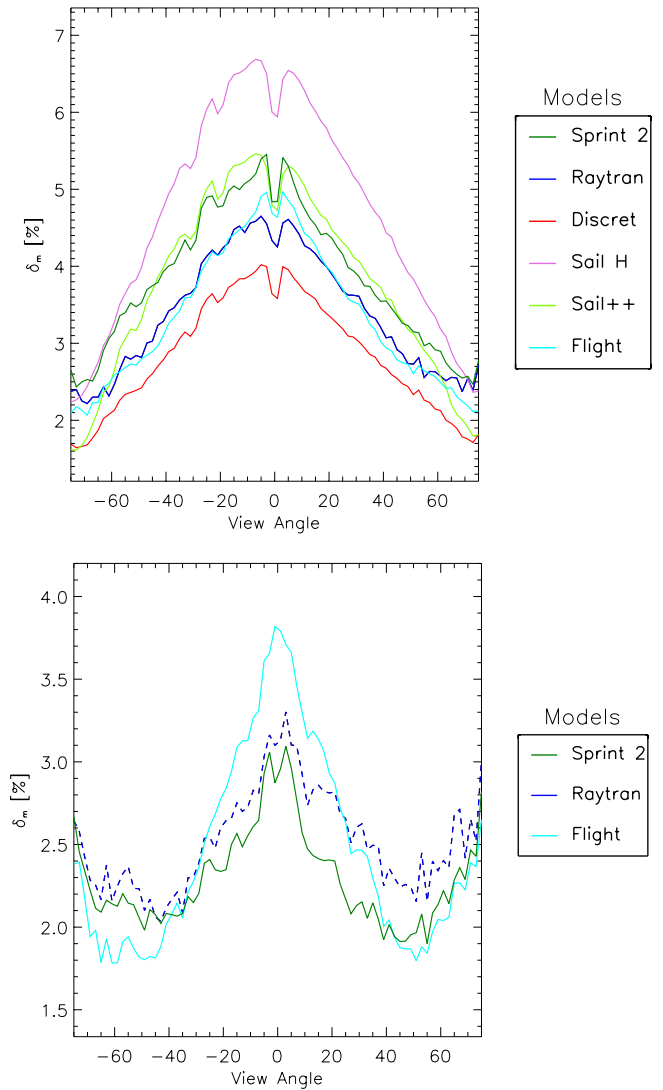 7
6
5
4
3
2
δm [%]
−60 −40 −20 0 20 40 60
View Angle
Models
Sprint 2
Raytran
Discret
Sail H
Sail++
Flight
4.0
3.5
3.0
2.5
2.0
1.5
δm [%]
−60 −40 −20 0 20 40 60
View Angle
Models
Sprint 2
Raytran
Flight